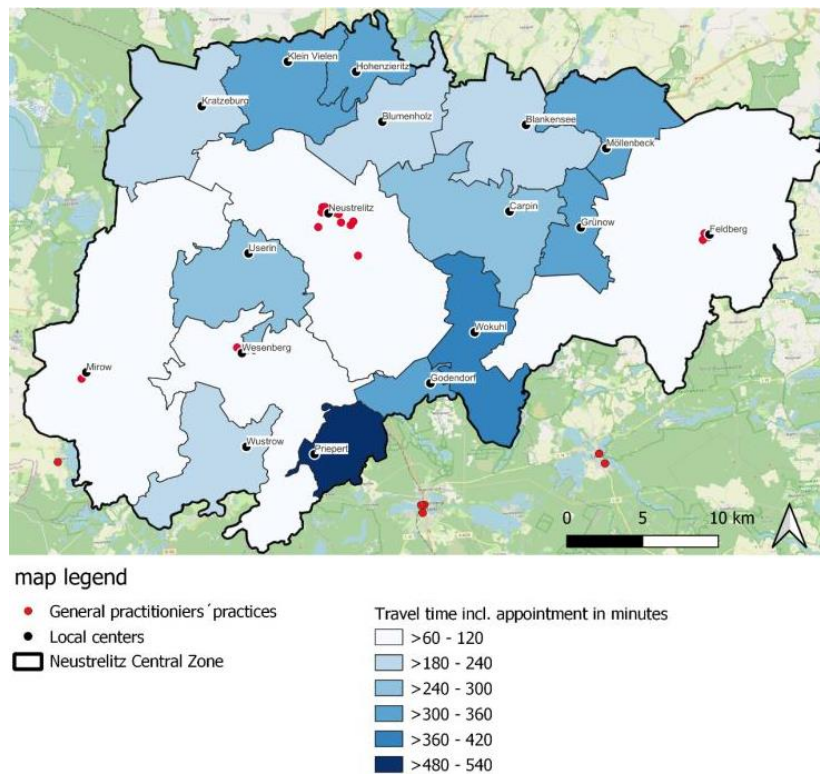 Klein Vielen
Hohenzieritz
Kratzeburg
Blumenholz
Blankensee
Möllenbeck
Neustrelitz
Carpin
Grünow
Feldberg
Userin
Wokuhl
Wesenberg
Mirow
Godendorf
Wustrow
Priepert
0 5 10 km
map legend
General practitioniers´practices
Local centers
Neustrelitz Central Zone
Travel time incl. appointment in minutes
>60 - 120
>180 - 240
>240 - 300
>300 - 360
>360 - 420
>480 - 540